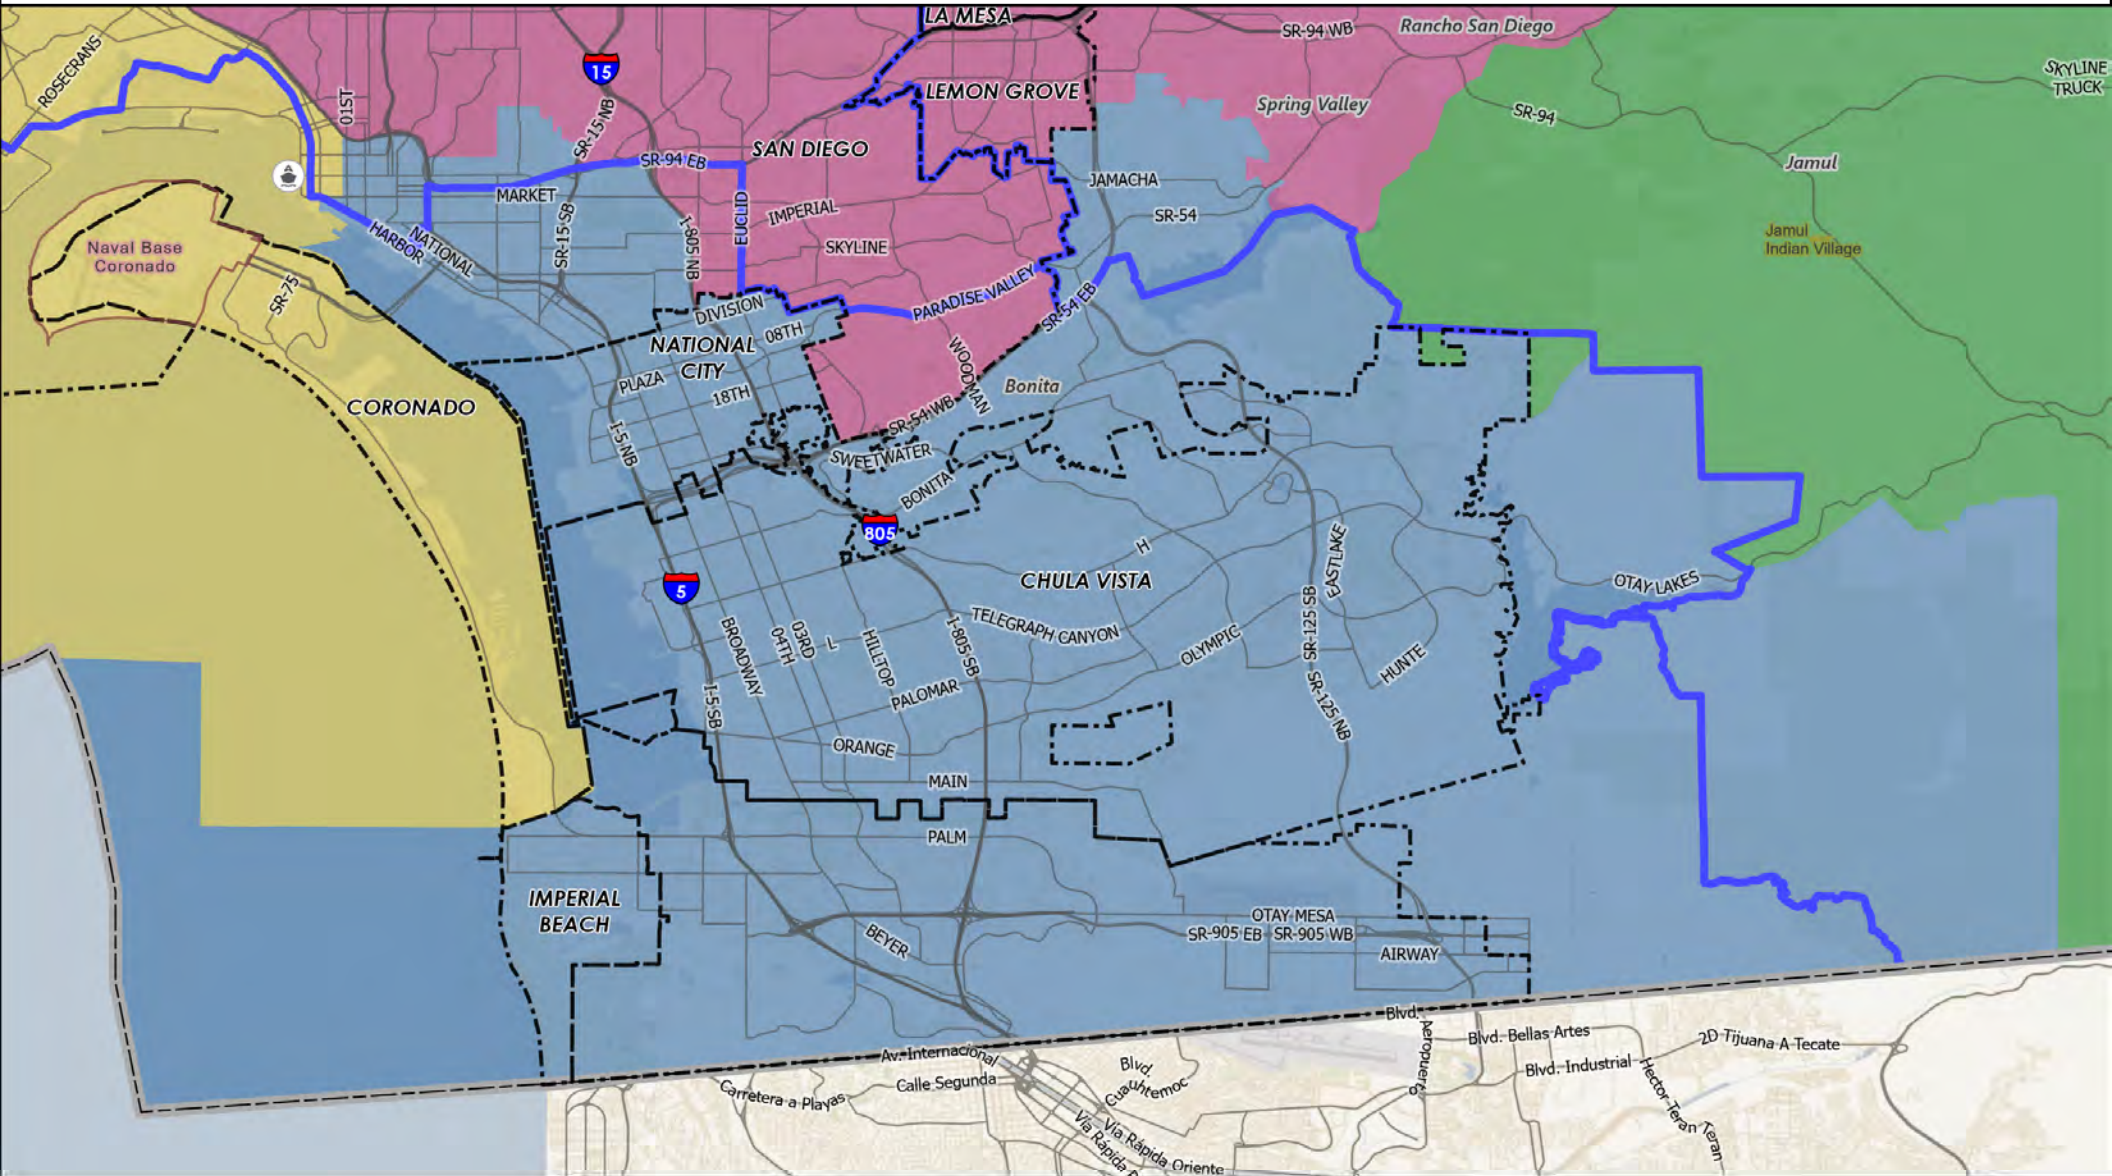 LA MESA
SR-94 WB
Rancho San Diego
ROSECRANS
15
SKYLINE
TRUCK
01ST
SR-15 NB
LEMON GROVE
Spring Valley
SR-94
SAN DIEGO
SR-94 EB
Jamul
JAMACHA
MARKET
EUCLID
IMPERIAL
SR-54
HARBOR
NATIONAL
SR-15 SB
I-805 NB
SKYLINE
Jamul
Indian Village
Naval Base
Coronado
SR-75
PARADISE VALLEY
SR-54 EB
DIVISION
08TH
NATIONAL
CITY
PLAZA
18TH
WOODMAN
Bonita
CORONADO
SR-54 WB
I-5 NB
SWEETWATER
BONITA
805
H
EASTLAKE
5
CHULA VISTA
OTAY LAKES
BROADWAY
04TH
03RD
L
HILLTOP
I-805 SB
TELEGRAPH CANYON
OLYMPIC
SR-125 SB
HUNTE
I-5 SB
PALOMAR
SR-125 NB
ORANGE
MAIN
PALM
IMPERIAL
BEACH
BEYER
OTAY MESA
SR-905 EB
SR-905 WB
AIRWAY
Blvd.
Aeropuerto
Blvd. Bellas Artes
2D Tijuana A Tecate
Av. Internacional
Calle Segunda
Carretera a Playas
Blvd.
Cuauhtemoc
Blvd. Industrial
Hector Teran Teran
Vía Rápida Oriente
Vía Rápida